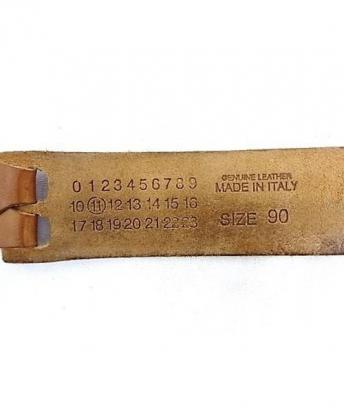 0 1 2 3 4 5 6 7 8 9
10 11 12 13 14 15 16
17 18 19 20 21 22 23
GENUINE LEATHER
MADE IN ITALY
SIZE 90